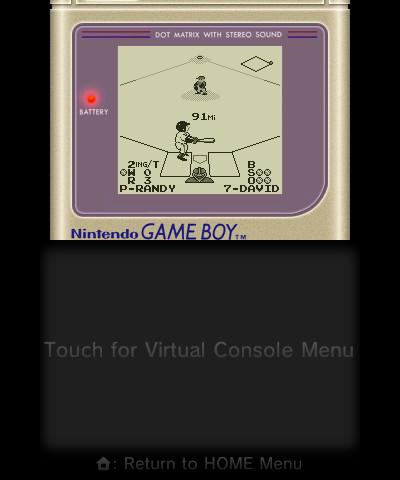 DOT MATRIX WITH STEREO SOUND
BATTERY
91Mi
2ING/T B
W 0 S
R 3 O
P-RANDY 7-DAVID
Nintendo GAME BOY TM
Touch for Virtual Console Menu
: Return to HOME Menu